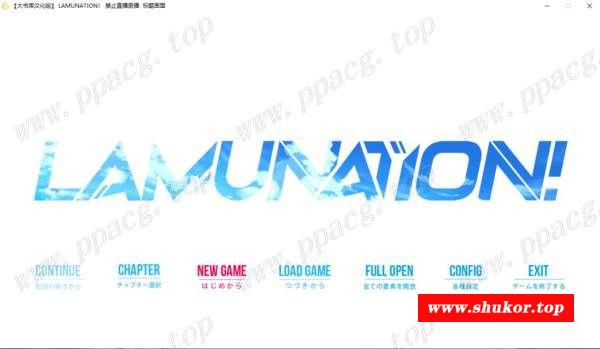 【大书库汉化组】 LAMUNATION! 禁止直播录播 标题画面
www.ppacg.top
LAMUNATION!
CONTINUE CHAPTER NEW GAME LOAD GAME FULL OPEN CONFIG EXIT
前回の続きから チャプター選択 はじめから つづきから 全ての要素を開放 各種設定 ゲームを終了する
www.shukor.top